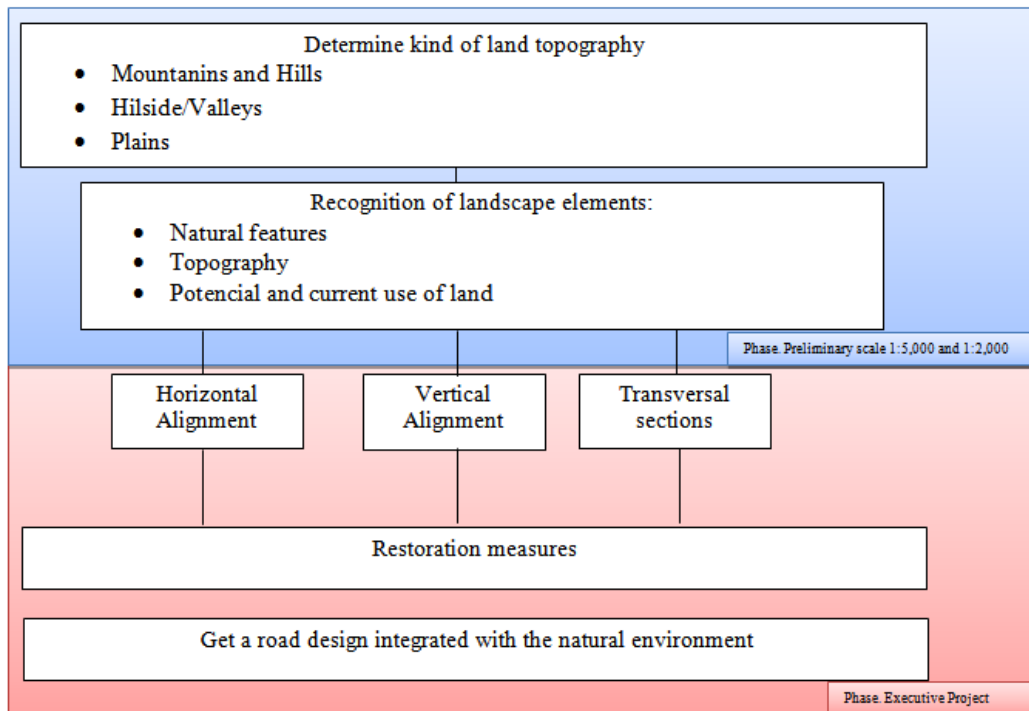 Determine kind of land topography
• Mountanins and Hills
• Hilside/Valleys
• Plains
Recognition of landscape elements:
• Natural features
• Topography
• Potencial and current use of land
Phase. Preliminary scale 1:5,000 and 1:2,000
Horizontal
Alignment
Vertical
Alignment
Transversal
sections
Restoration measures
Get a road design integrated with the natural environment
Phase. Executive Project